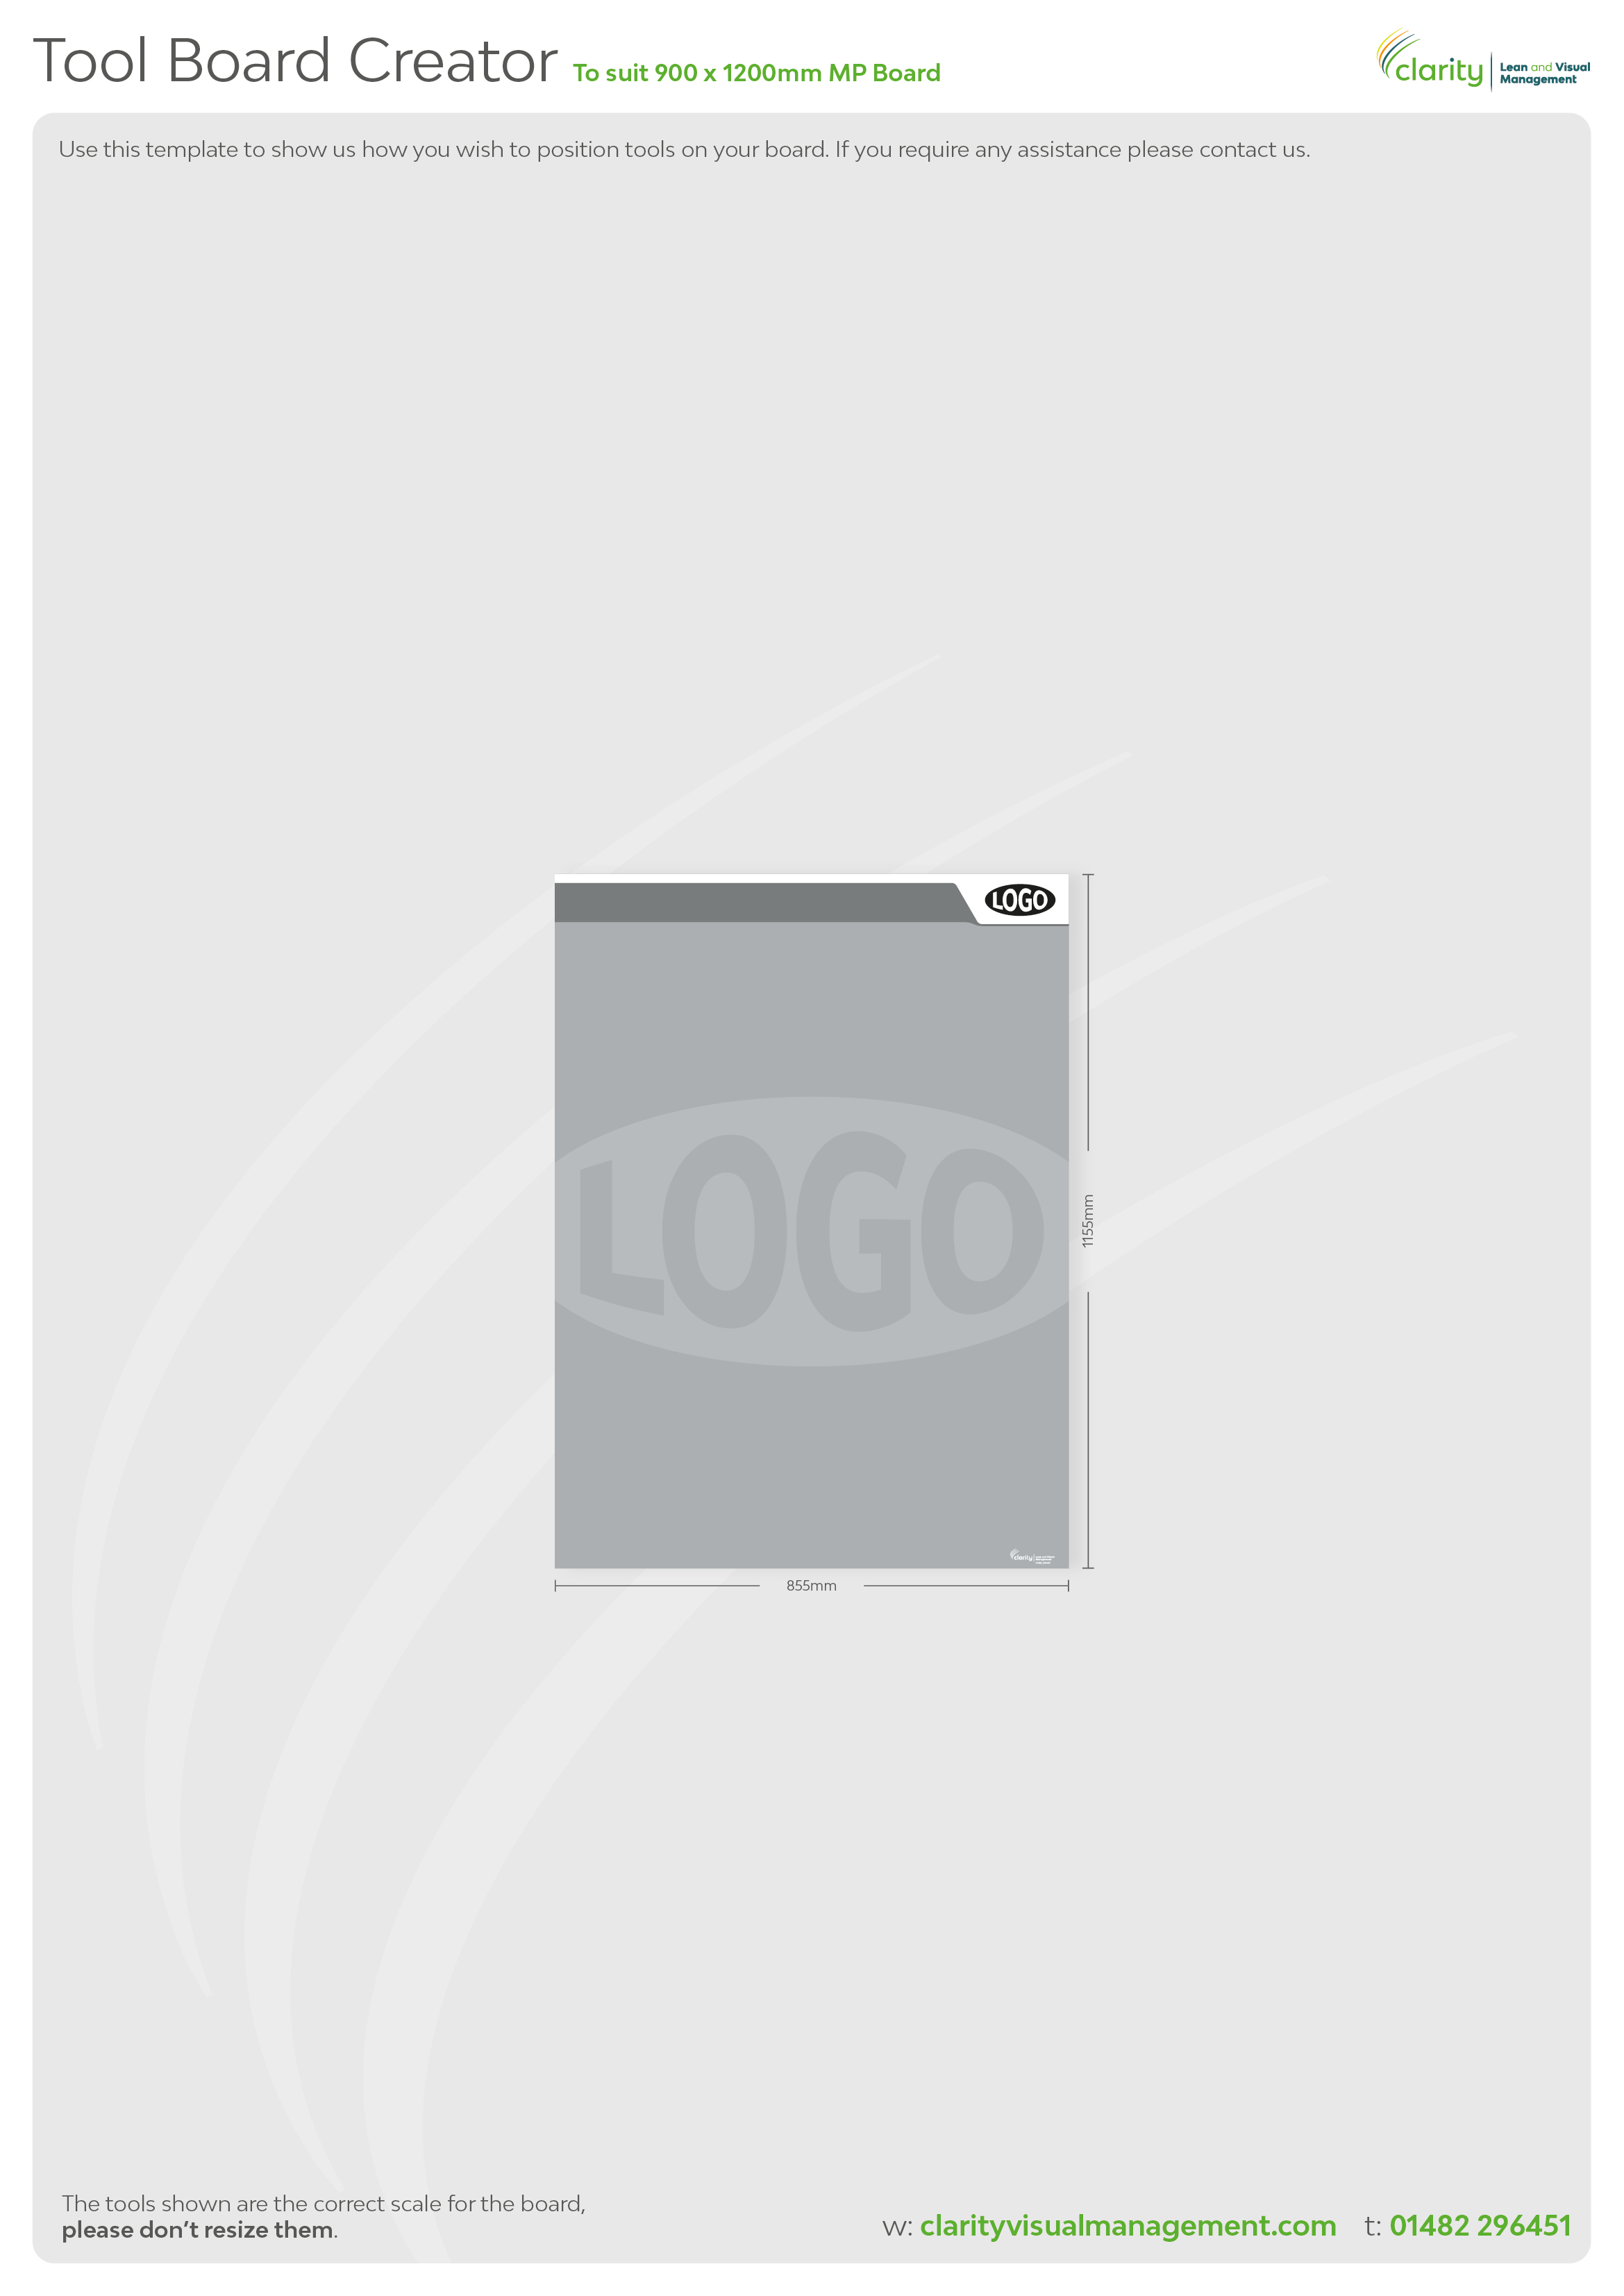 Tool Board Creator To suit 900 x 1200mm MP Board
clarity Lean and Visual
Management
Use this template to show us how you wish to position tools on your board. If you require any assistance please contact us.
LOGO
LOGO
1155mm
clarity
855mm
The tools shown are the correct scale for the board,
please don’t resize them.
w: clarityvisualmanagement.com t: 01482 296451